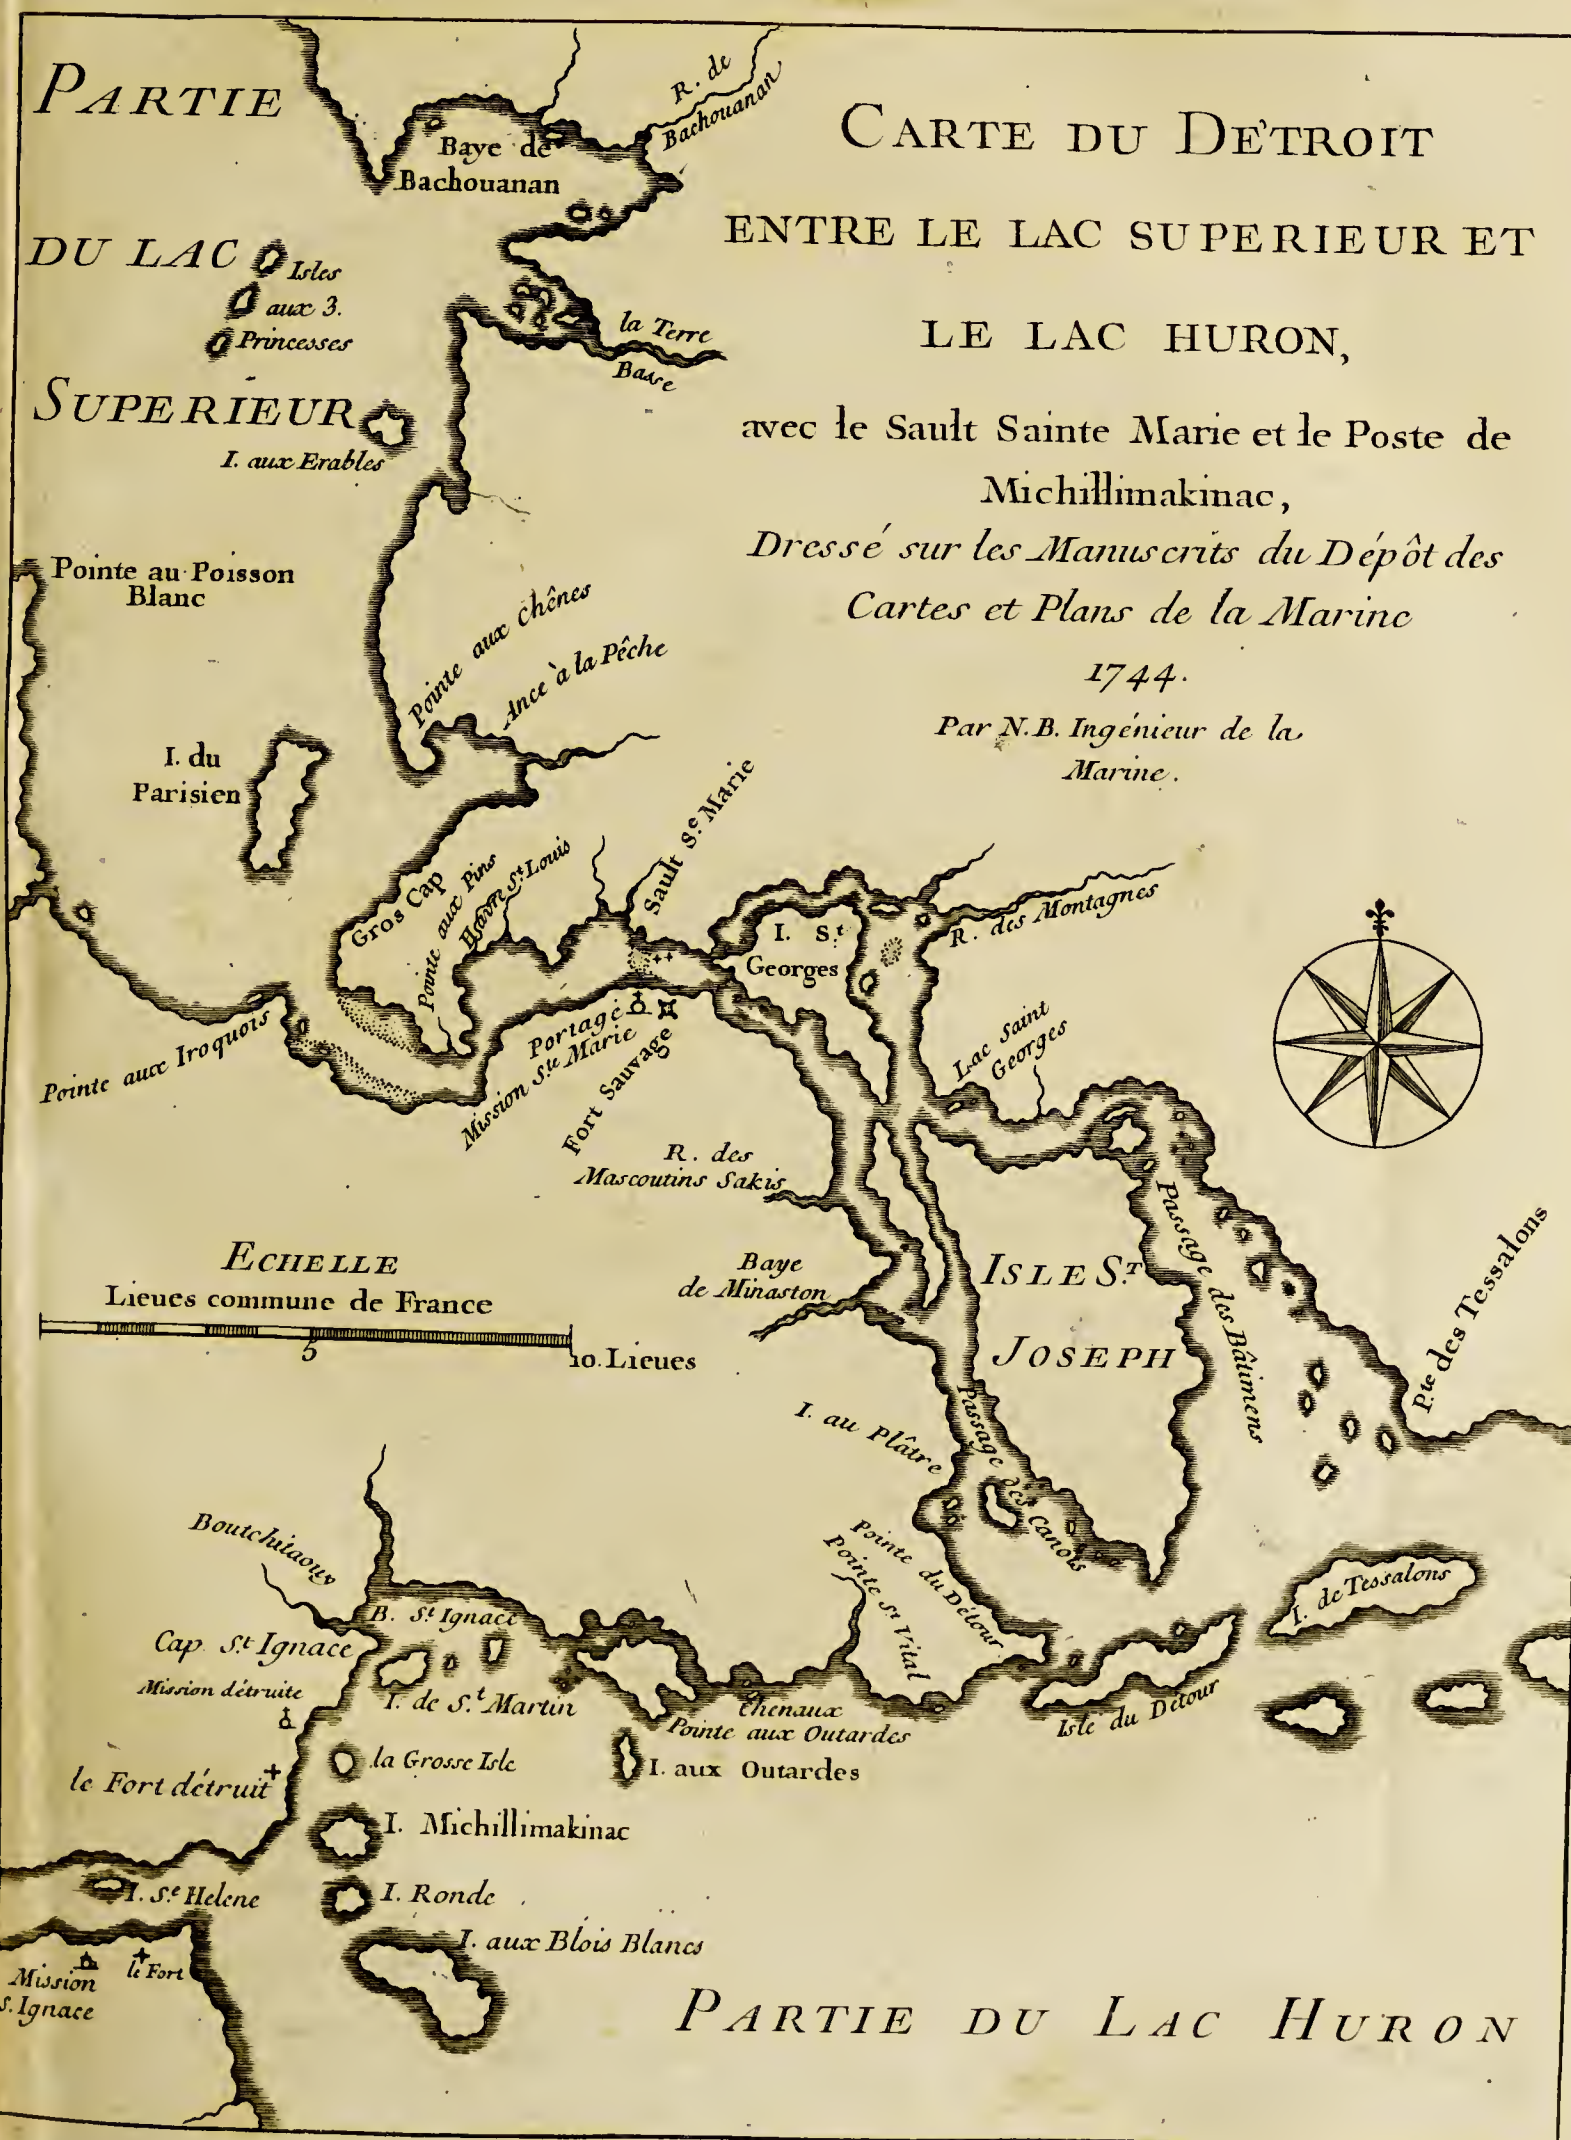 CARTE DU DÉTROIT
ENTRE LE LAC SUPERIEUR ET
LE LAC HURON,
avec le Sault Sainte Marie et le Poste de
Michillimakinac,
Dressé sur les Manuscrits du Dépôt des
Cartes et Plans de la Marine
1744.
Par N.B. Ingénieur de la
Marine.
PARTIE
DU LAC
SUPERIEUR
R. de
Bachouanan
Baye de
Bachouanan
Isles
aux 3.
Princesses
la Terre
Basse
I. aux Erables
Pointe au Poisson
Blanc
Pointe aux Chênes
Ance à la Pêche
I. du
Parisien
Gros Cap
Pointe aux Pins
Havre St. Louis
Sault Se. Marie
I. St.
Georges
R. des Montagnes
Pointe aux Iroquois
Portage
Mission Ste Marie
Fort Sauvage
Lac Saint
Georges
R. des
Mascoutins Sakis
Passage des Bâtimens
Pte. des Tessalons
ECHELLE
Lieues commune de France
5
10. Lieues
Baye
de Minaston
ISLE ST.
JOSEPH
I. au Plâtre
Passage des Canots
Boutchitaouy
Pointe du Détour
Pointe St Vital
I. de Tessalons
B. St. Ignace
Cap St. Ignace
Mission détruite
I. de St. Martin
Chenaux
Pointe aux Outardes
Isle du Détour
la Grosse Isle
I. aux Outardes
le Fort détruit
I. Michillimakinac
I. Se. Helene
I. Ronde
I. aux Blois Blancs
Mission
S. Ignace
le Fort
PARTIE DU LAC HURON